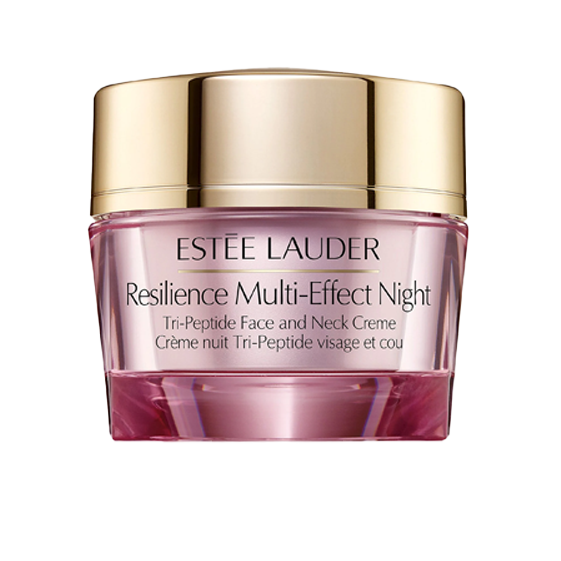 ESTĒE LAUDER
Resilience Multi-Effect Night
Tri-Peptide Face and Neck Creme
Crème nuit Tri-Peptide visage et cou